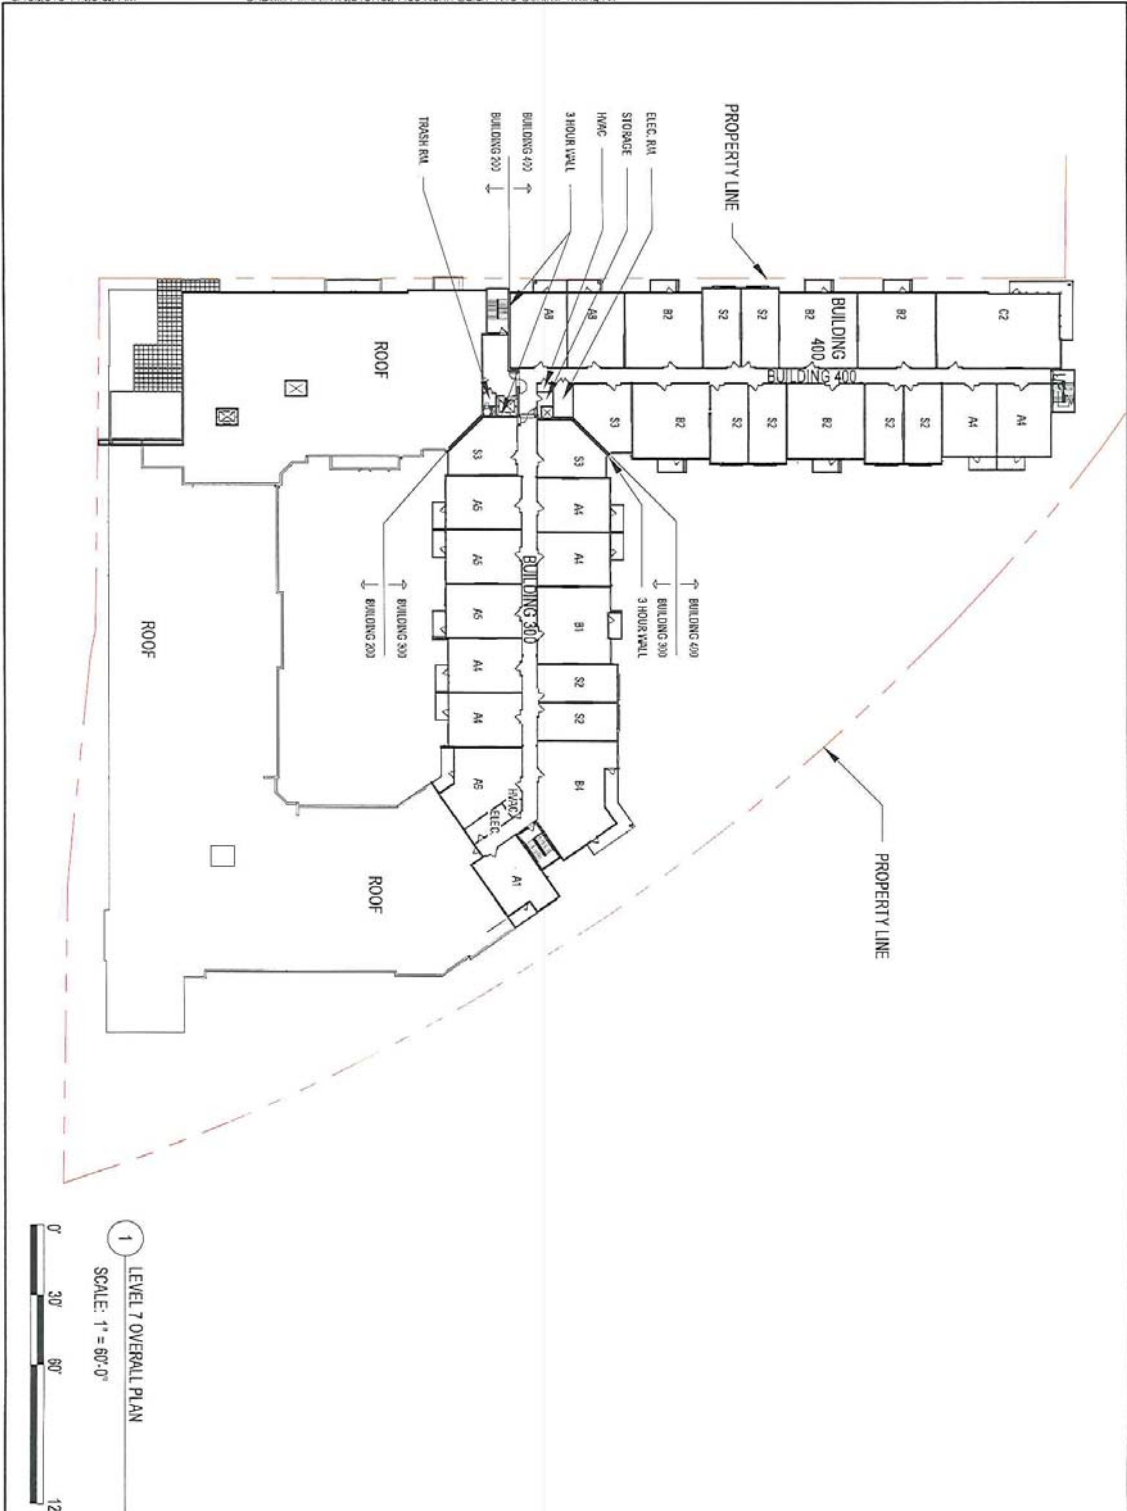 PROPERTY LINE
ELEC. RM.
STORAGE
HVAC
3 HOUR WALL
BUILDING 400
BUILDING 200
TRASH RM.
A8
A8
B2
S2
S2
B2
B2
C2
BUILDING
400
BUILDING 400
S3
B2
S2
S2
B2
S2
S2
A4
A4
ROOF
S3
A5
A5
A5
A4
A4
A6
S3
A4
A4
B1
S2
S2
B4
BUILDING 300
HVAC
ELEC.
A1
BUILDING 400
BUILDING 300
3 HOUR WALL
BUILDING 300
BUILDING 200
ROOF
ROOF
PROPERTY LINE
1
LEVEL 7 OVERALL PLAN
SCALE: 1" = 60'-0"
0'
30'
60'